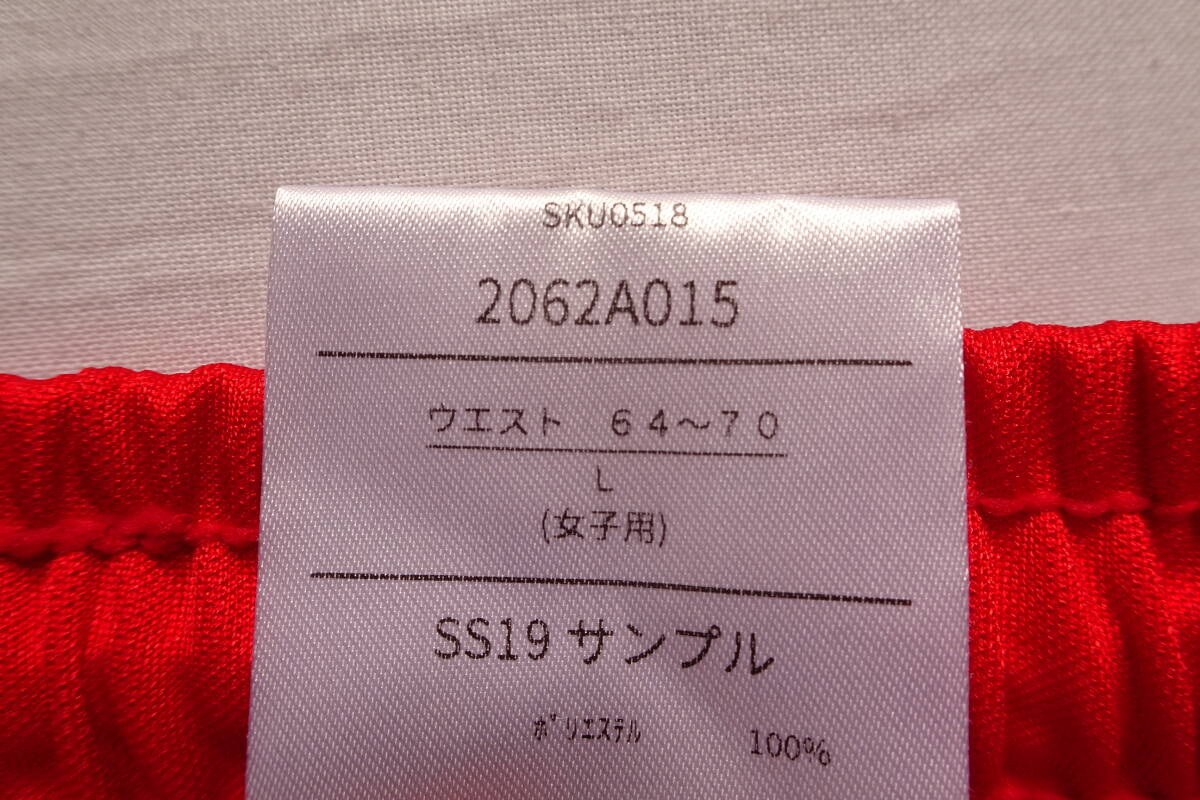 SKU0518
2062A015
ウエスト　６４～７０
L
(女子用)
SS19 サンプル
ﾎﾟﾘｴｽﾃﾙ 100%